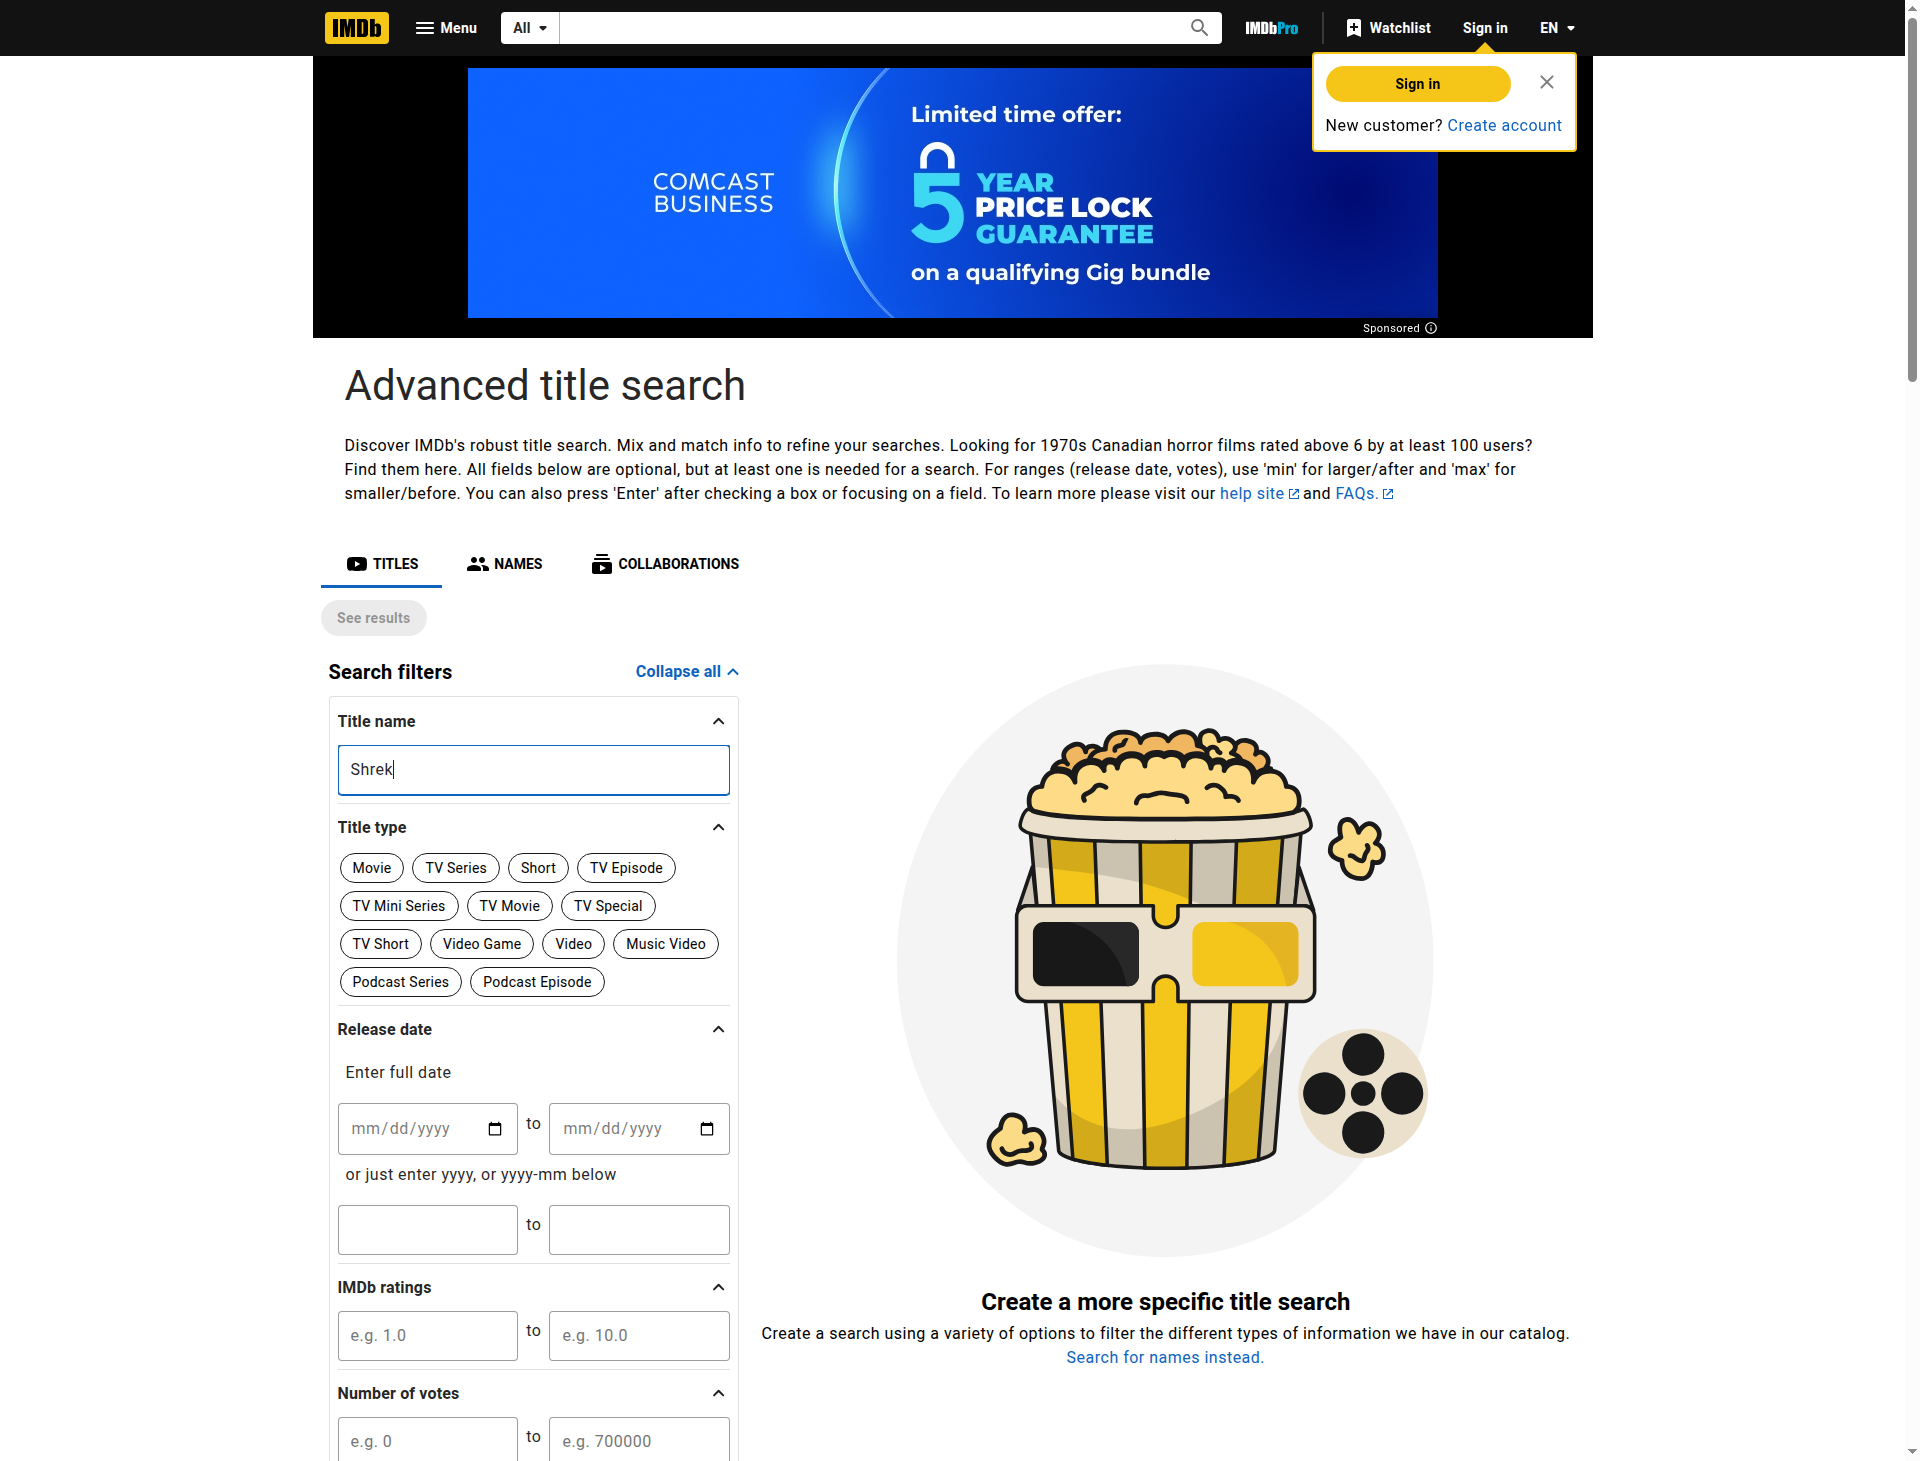 IMDb
Menu
All
IMDbPro
Watchlist
Sign in
EN
Sign in
New customer? Create account
COMCAST
BUSINESS
Limited time offer:
5 YEAR
PRICE LOCK
GUARANTEE
on a qualifying Gig bundle
Sponsored
Advanced title search
Discover IMDb's robust title search. Mix and match info to refine your searches. Looking for 1970s Canadian horror films rated above 6 by at least 100 users?
Find them here. All fields below are optional, but at least one is needed for a search. For ranges (release date, votes), use 'min' for larger/after and 'max' for
smaller/before. You can also press 'Enter' after checking a box or focusing on a field. To learn more please visit our help site and FAQs.
TITLES
NAMES
COLLABORATIONS
See results
Search filters
Collapse all
Title name
Shrek
Title type
Movie TV Series Short TV Episode
TV Mini Series TV Movie TV Special
TV Short Video Game Video Music Video
Podcast Series Podcast Episode
Release date
Enter full date
mm/dd/yyyy to mm/dd/yyyy
or just enter yyyy, or yyyy-mm below
to
IMDb ratings
e.g. 1.0 to e.g. 10.0
Number of votes
e.g. 0 to e.g. 700000
Create a more specific title search
Create a search using a variety of options to filter the different types of information we have in our catalog.
Search for names instead.